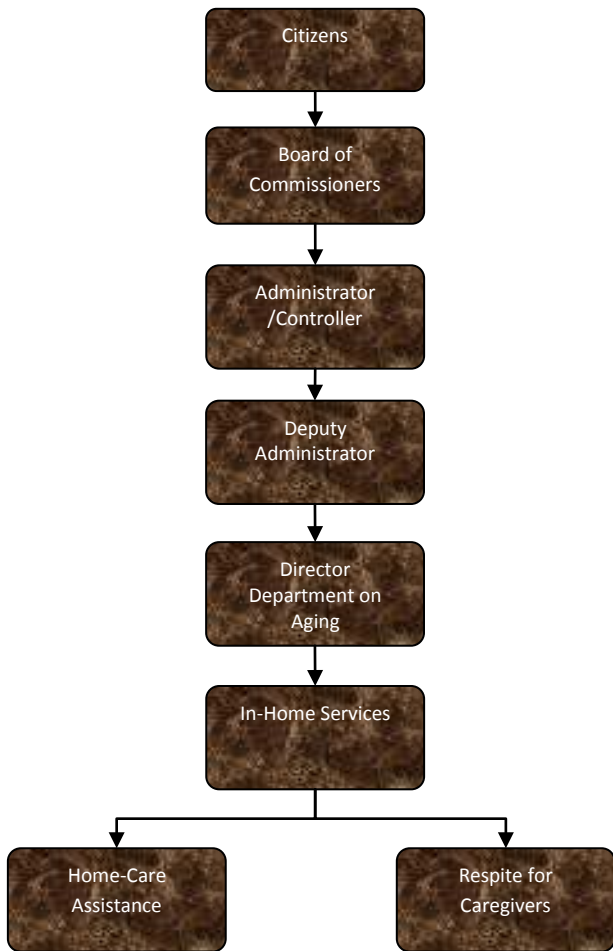 Citizens
Board of
Commissioners
Administrator
/Controller
Deputy
Administrator
Director
Department on
Aging
In-Home Services
Home-Care
Assistance
Respite for
Caregivers